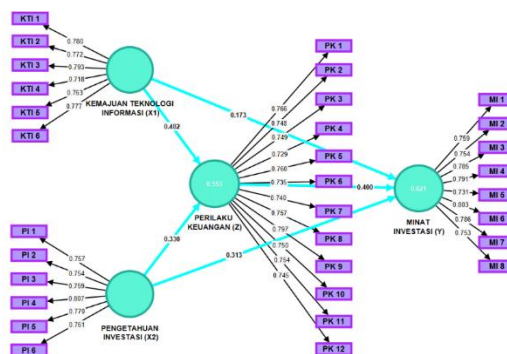 KTI 1
KTI 2
KTI 3
KTI 4
KTI 5
KTI 6
0.780
0.772
0.793
0.718
0.763
0.777
KEMAJUAN TEKNOLOGI
INFORMASI (X1)
0.173
0.482
PI 1
PI 2
PI 3
PI 4
PI 5
PI 6
0.757
0.754
0.759
0.807
0.770
0.761
PENGETAHUAN
INVESTASI (X2)
0.330
0.313
PERILAKU
KEUANGAN (Z)
0.400
PK 1
PK 2
PK 3
PK 4
PK 5
PK 6
PK 7
PK 8
PK 9
PK 10
PK 11
PK 12
0.766
0.748
0.749
0.729
0.766
0.735
0.740
0.757
0.797
0.750
0.754
0.745
MINAT
INVESTASI (Y)
MI 1
MI 2
MI 3
MI 4
MI 5
MI 6
MI 7
MI 8
0.759
0.754
0.785
0.791
0.731
0.803
0.786
0.753